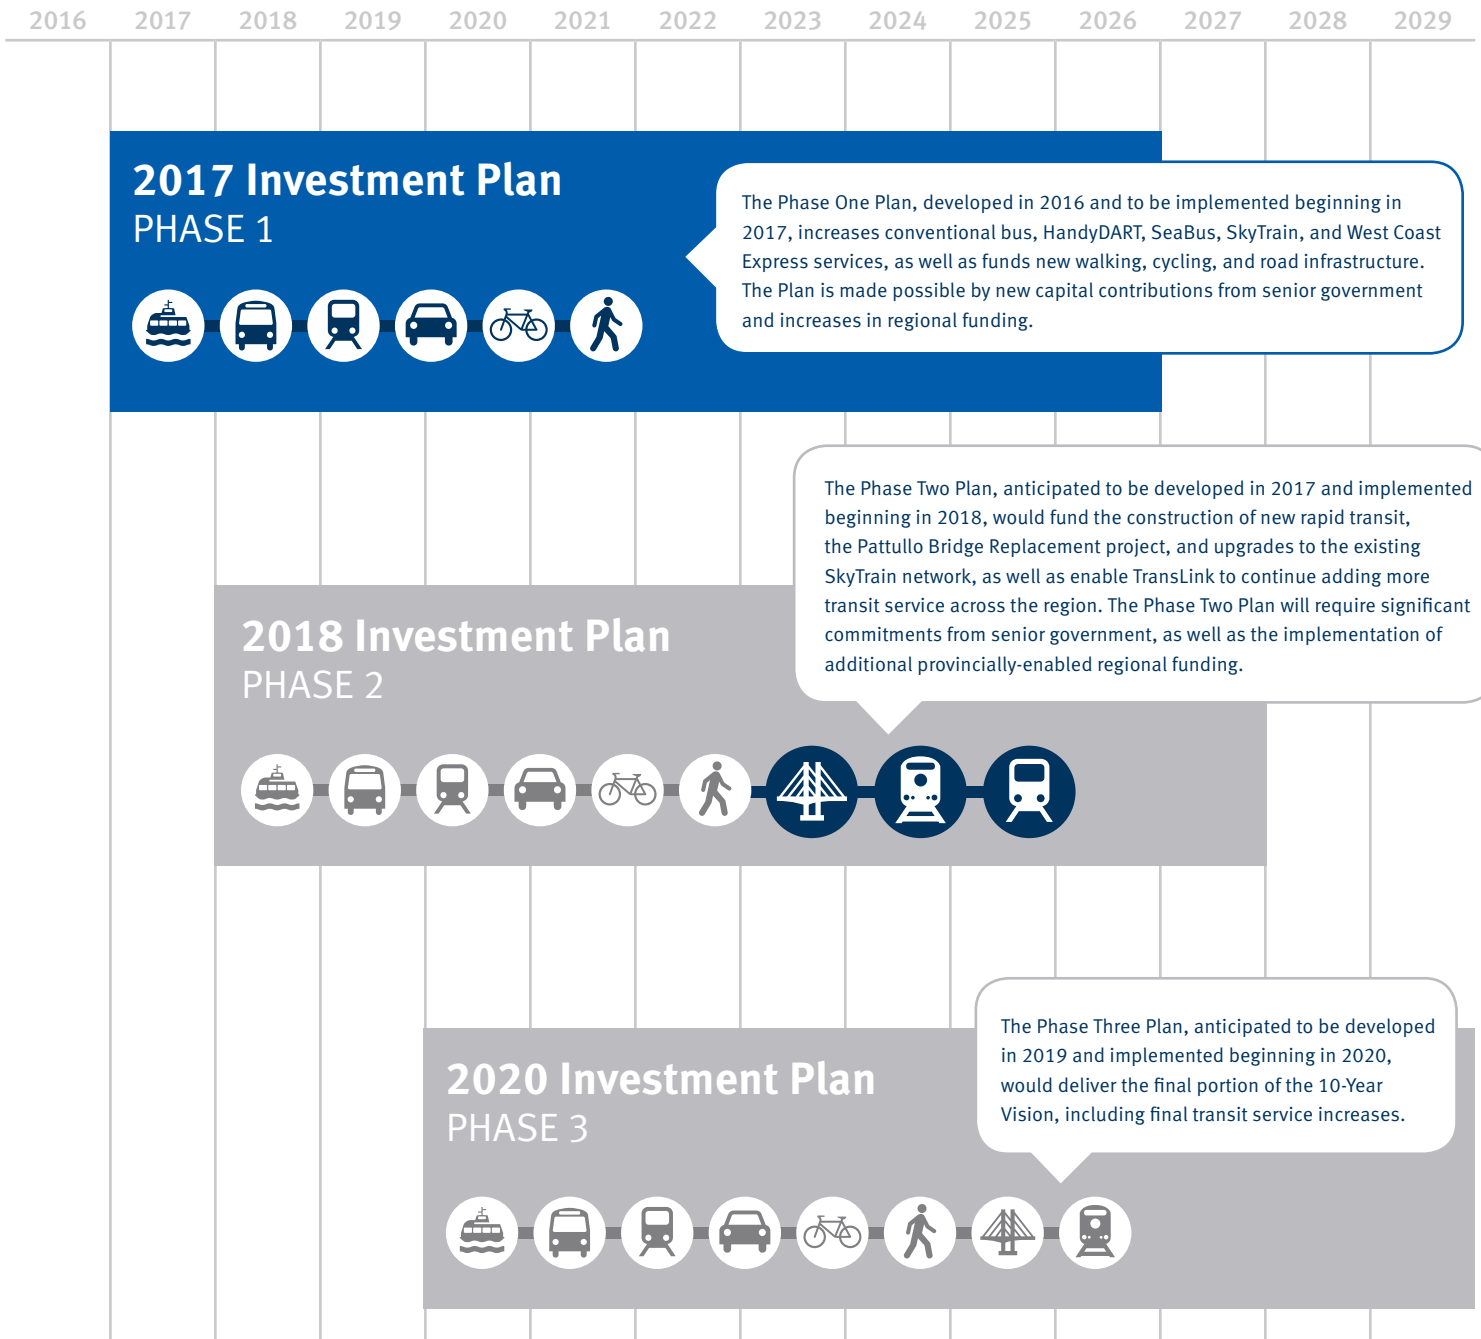 2016 2017 2018 2019 2020 2021 2022 2023 2024 2025 2026 2027 2028 2029
2017 Investment Plan
PHASE 1
The Phase One Plan, developed in 2016 and to be implemented beginning in
2017, increases conventional bus, HandyDART, SeaBus, SkyTrain, and West Coast
Express services, as well as funds new walking, cycling, and road infrastructure.
The Plan is made possible by new capital contributions from senior government
and increases in regional funding.
2018 Investment Plan
PHASE 2
The Phase Two Plan, anticipated to be developed in 2017 and implemented
beginning in 2018, would fund the construction of new rapid transit,
the Pattullo Bridge Replacement project, and upgrades to the existing
SkyTrain network, as well as enable TransLink to continue adding more
transit service across the region. The Phase Two Plan will require significant
commitments from senior government, as well as the implementation of
additional provincially-enabled regional funding.
2020 Investment Plan
PHASE 3
The Phase Three Plan, anticipated to be developed
in 2019 and implemented beginning in 2020,
would deliver the final portion of the 10-Year
Vision, including final transit service increases.